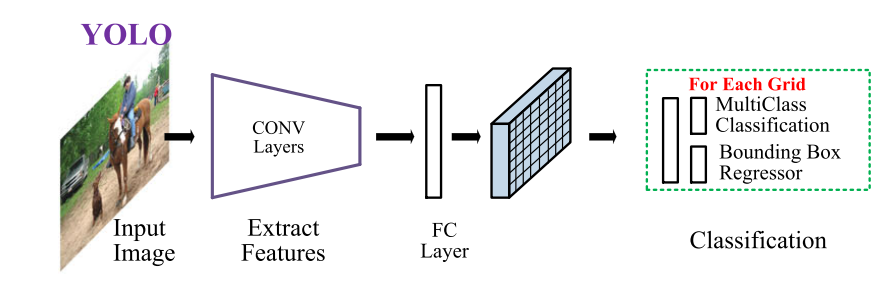 YOLO
CONV
Layers
Input
Image
Extract
Features
FC
Layer
For Each Grid
MultiClass
Classification
Bounding Box
Regressor
Classification